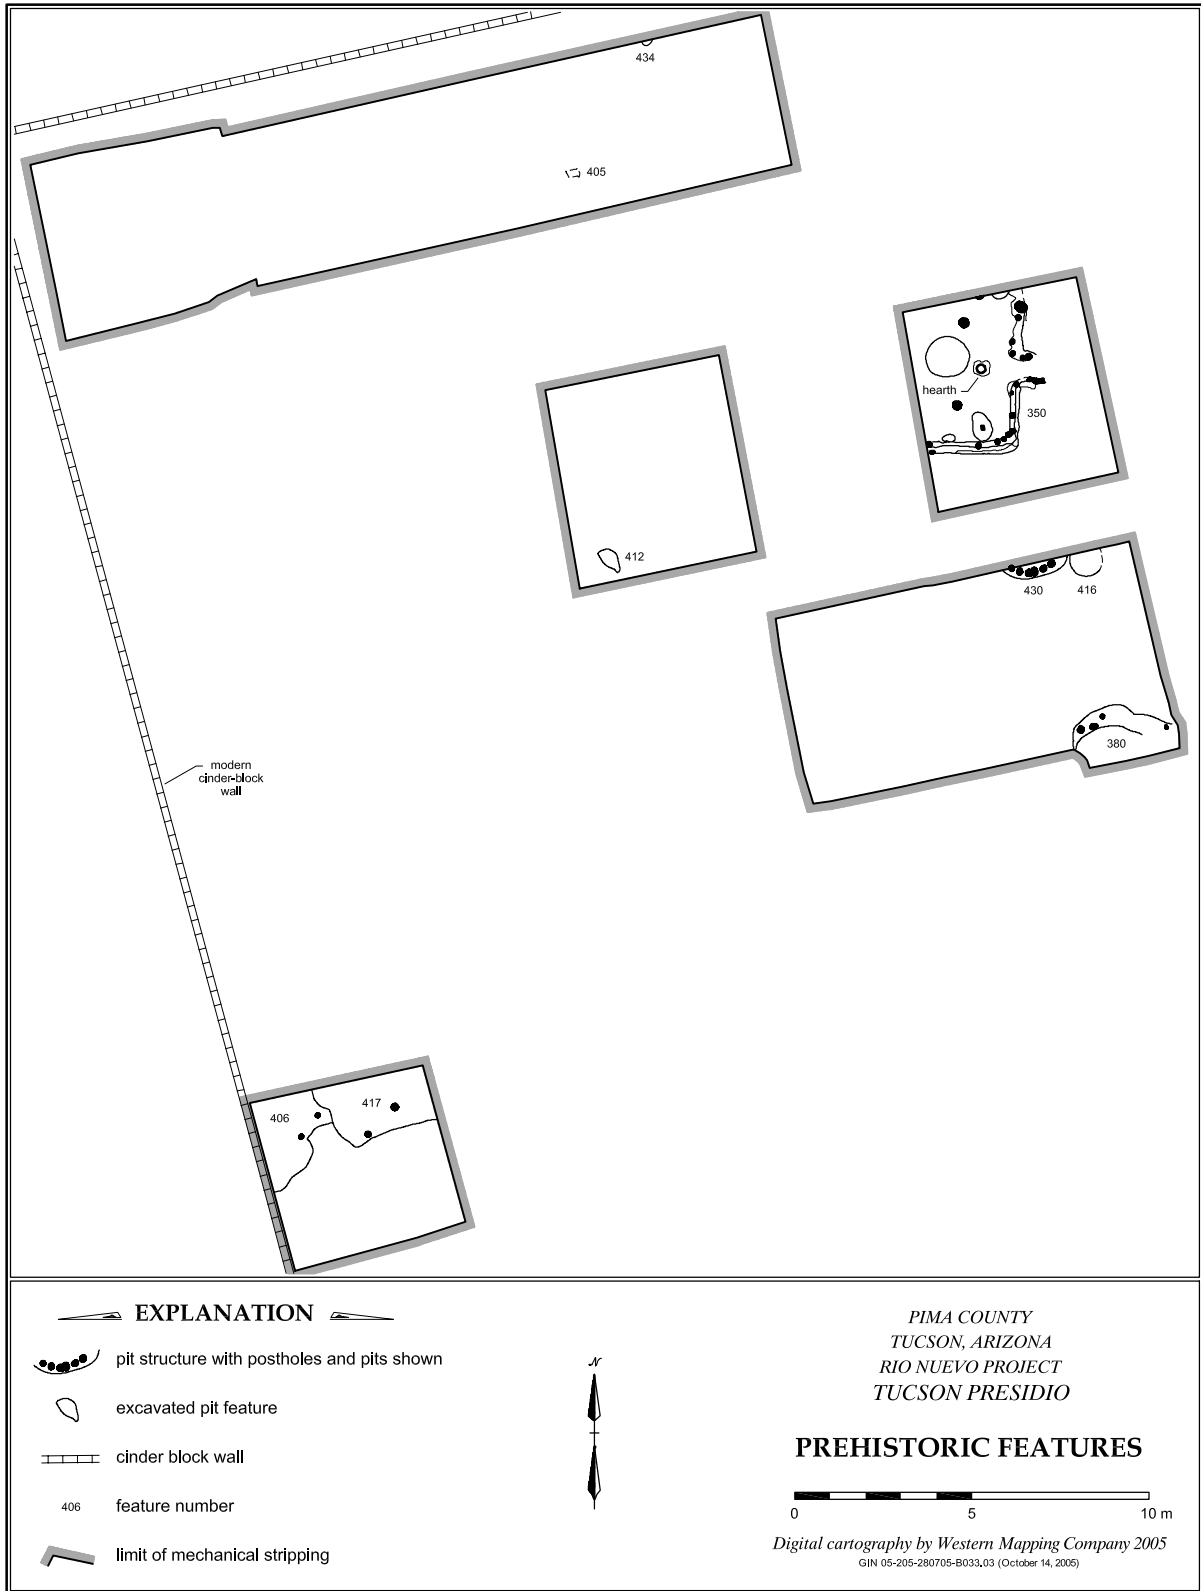 434
405
hearth
350
412
430
416
380
modern
cinder-block
wall
406
417
EXPLANATION
pit structure with postholes and pits shown
excavated pit feature
cinder block wall
406 feature number
limit of mechanical stripping
N
PIMA COUNTY
TUCSON, ARIZONA
RIO NUEVO PROJECT
TUCSON PRESIDIO
PREHISTORIC FEATURES
0 5 10 m
Digital cartography by Western Mapping Company 2005
GIN 05-205-280705-B033.03 (October 14, 2005)